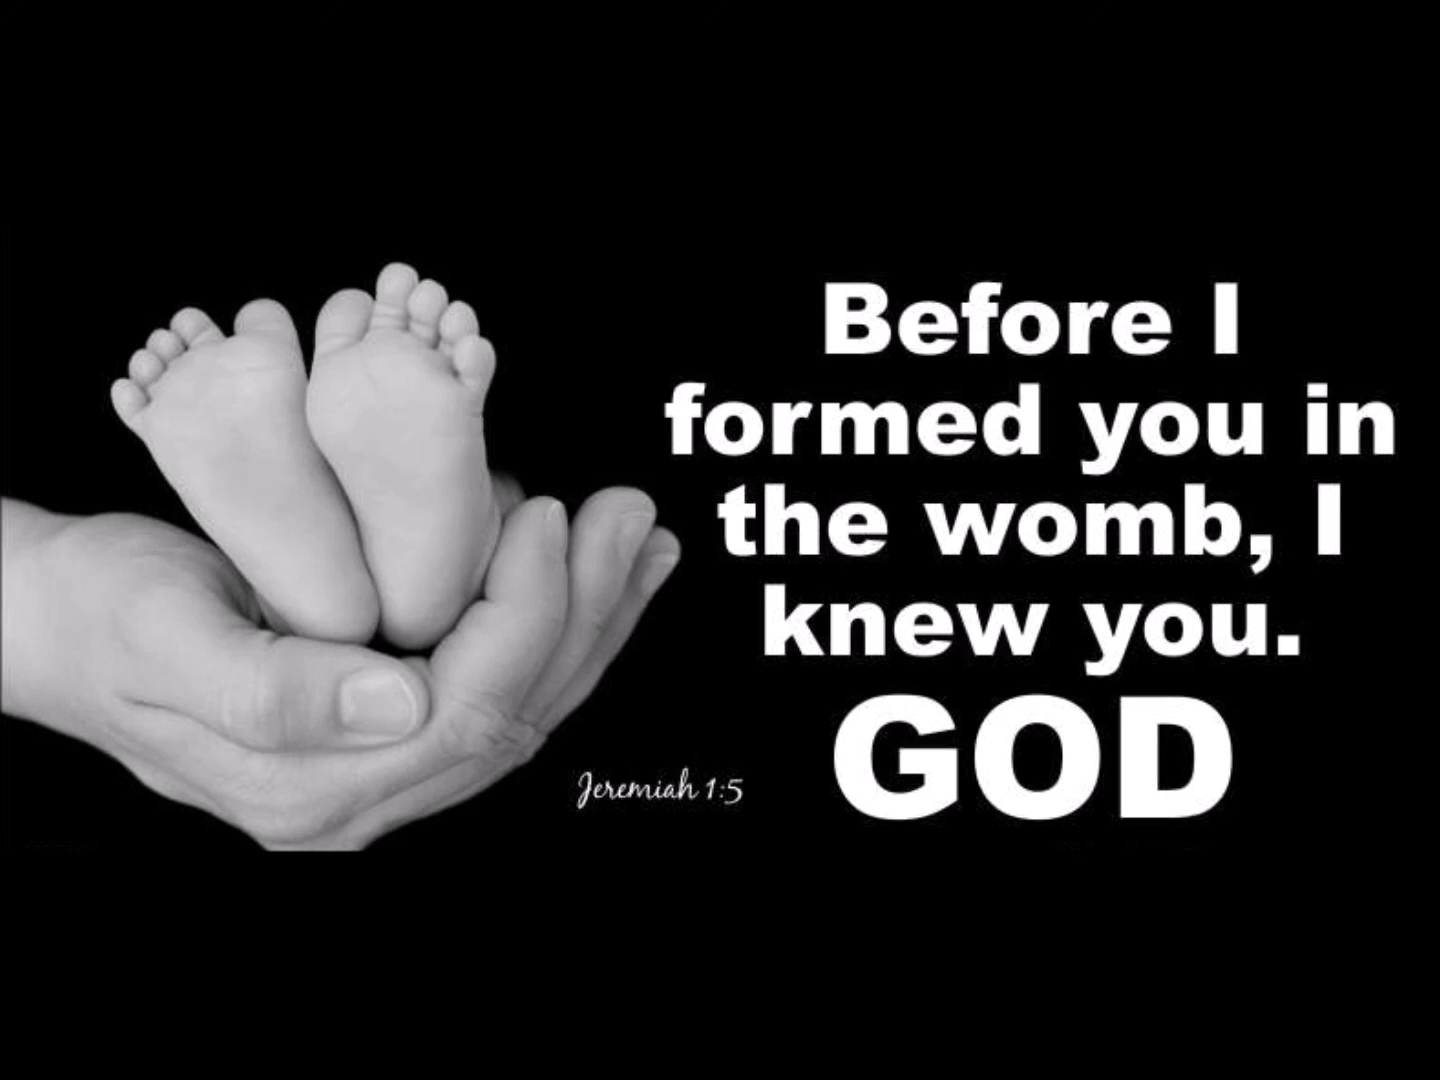 Before I
formed you in
the womb, I
knew you.
GOD
Jeremiah 1:5